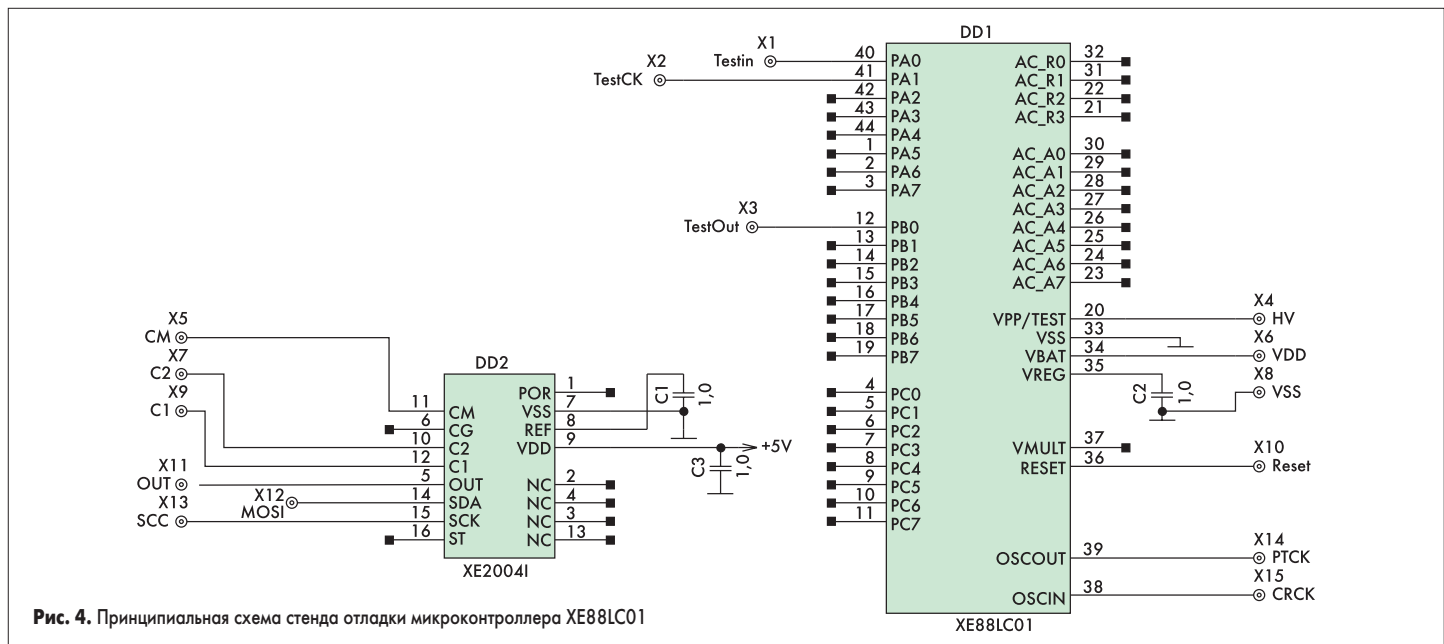 DD1
X1
Testin
40 PA0
X2
TestCK
41 PA1
42 PA2
43 PA3
44 PA4
1 PA5
2 PA6
3 PA7
X3
TestOut
12 PB0
13 PB1
14 PB2
15 PB3
16 PB4
17 PB5
18 PB6
19 PB7
4 PC0
5 PC1
6 PC2
7 PC3
8 PC4
9 PC5
10 PC6
11 PC7
AC_R0 32
AC_R1 31
AC_R2 22
AC_R3 21
AC_A0 30
AC_A1 29
AC_A2 28
AC_A3 27
AC_A4 26
AC_A5 25
AC_A6 24
AC_A7 23
VPP/TEST 20
X4
HV
VSS 33
X6
VBAT 34
VDD
VREG 35
C2
1,0
X8
VSS
VMULT 37
X10
RESET 36
Reset
X14
OSCOUT 39
PTCK
X15
OSCIN 38
CRCK
XE88LC01
X5
CM
X7
C2
X9
C1
X11
OUT
X12
MOSI
X13
SCC
DD2
11 CM
6 CG
10 C2
12 C1
5 OUT
14 SDA
15 SCK
16 ST
POR 1
VSS 7
REF 8
VDD 9
NC 2
NC 4
NC 3
NC 13
C1
1,0
+5V
C3
1,0
XE2004I
Рис. 4. Принципиальная схема стенда отладки микроконтроллера XE88LC01